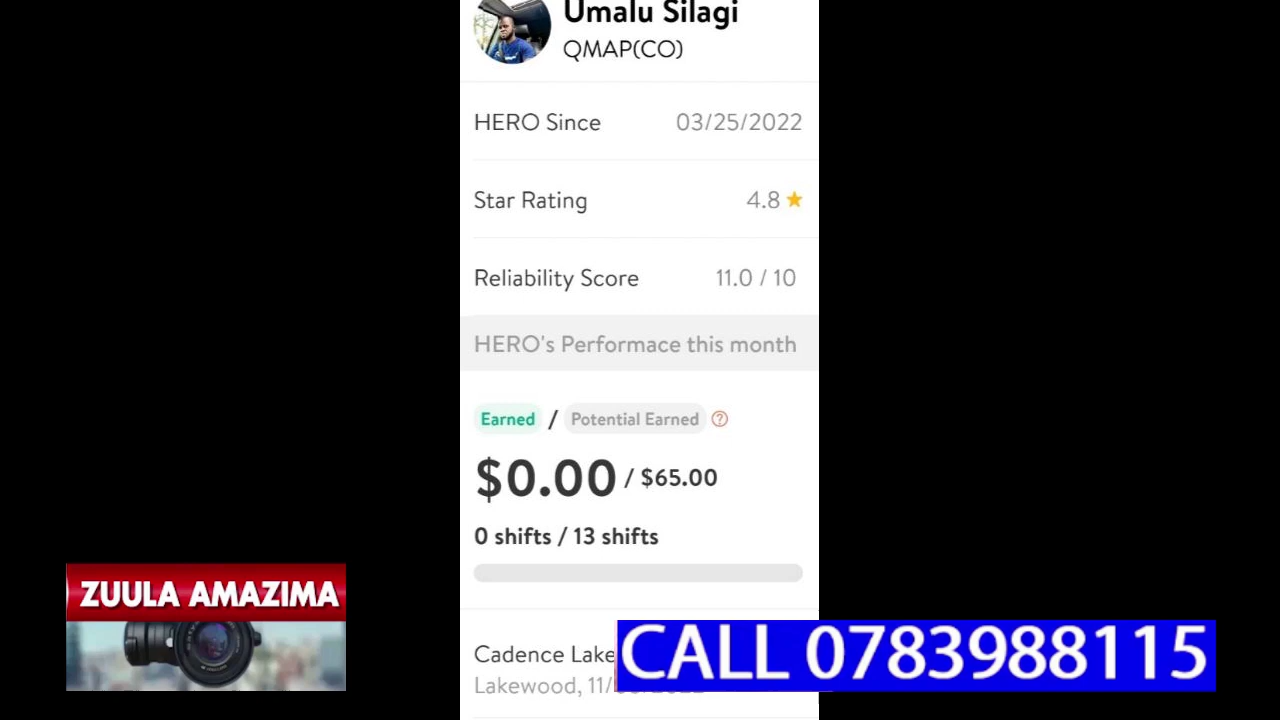 Umalu Silagi
QMAP(CO)
HERO Since 03/25/2022
Star Rating 4.8
Reliability Score 11.0 / 10
HERO's Performace this month
Earned / Potential Earned ?
$0.00 / $65.00
0 shifts / 13 shifts
Cadence Lake
Lakewood, 11/
ZUULA AMAZIMA
CALL 0783988115